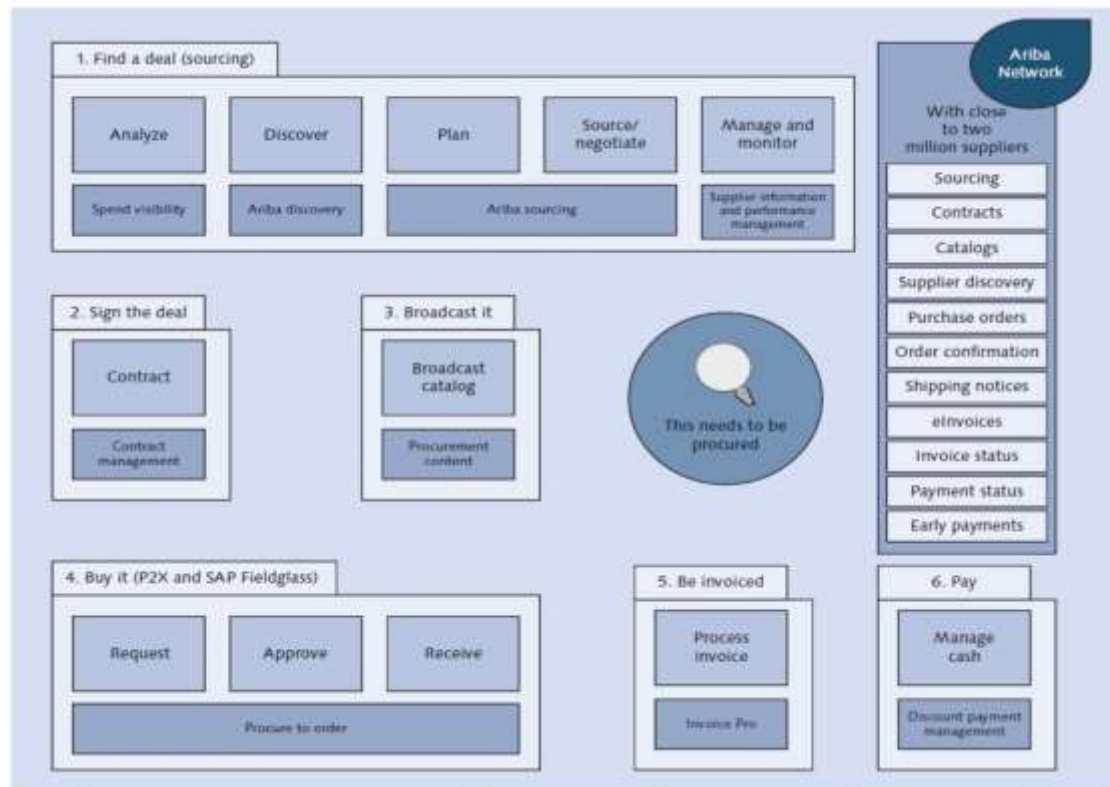 1. Find a deal (sourcing)
Analyze
Discover
Plan
Source/
negotiate
Manage and
monitor
Spend visibility
Ariba discovery
Ariba sourcing
Supplier information
and performance
management
2. Sign the deal
Contract
Contract
management
3. Broadcast it
Broadcast
catalog
Procurement
content
This needs to be
procured
Ariba
Network
With close
to two
million suppliers
Sourcing
Contracts
Catalogs
Supplier discovery
Purchase orders
Order confirmation
Shipping notices
eInvoices
Invoice status
Payment status
Early payments
4. Buy it (P2X and SAP Fieldglass)
Request
Approve
Receive
Procure to order
5. Be invoiced
Process
invoice
Invoice Pro
6. Pay
Manage
cash
Discount payment
management